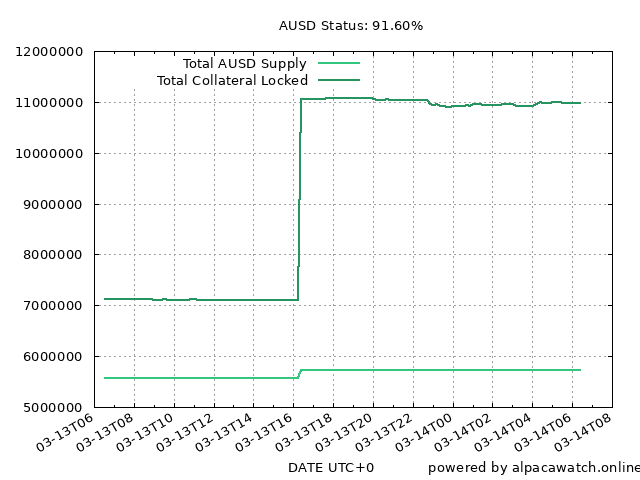 AUSD Status: 91.60%
12000000
11000000
10000000
9000000
8000000
7000000
6000000
5000000
Total AUSD Supply
Total Collateral Locked
03-13T06
03-13T08
03-13T10
03-13T12
03-13T14
03-13T16
03-13T18
03-13T20
03-13T22
03-14T00
03-14T02
03-14T04
03-14T06
03-14T08
DATE UTC+0
powered by alpacawatch.online